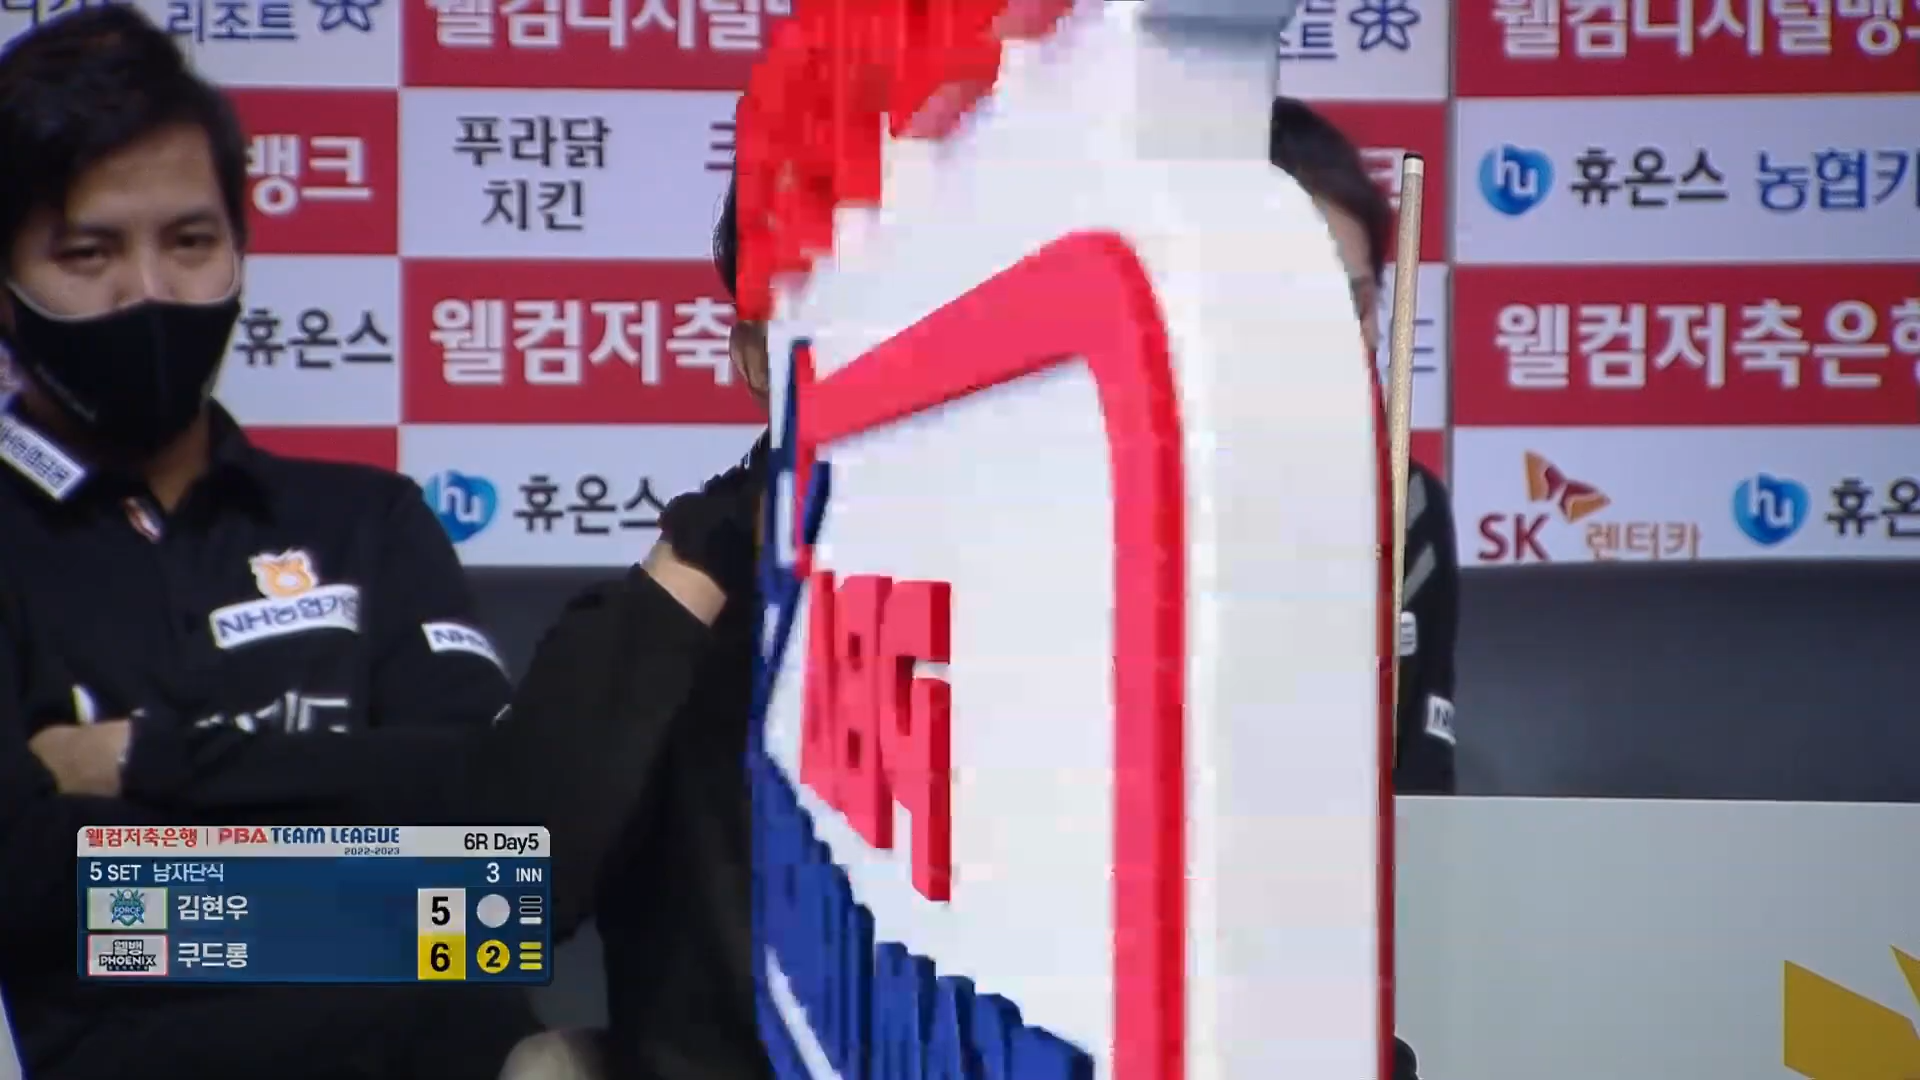 리조트
웰컴디지털뱅
웰컴디지털뱅
뱅크
푸라닭
치킨
휴온스
농협카
휴온스
웰컴저축
웰컴저축은행
휴온스
SK 렌터카
휴온
NH농협카
웰컴저축은행 | PBA TEAM LEAGUE
2022-2023
6R Day5
5 SET 남자단식
3 INN
김현우 5
웰뱅
PHOENIX
쿠드롱 6 2